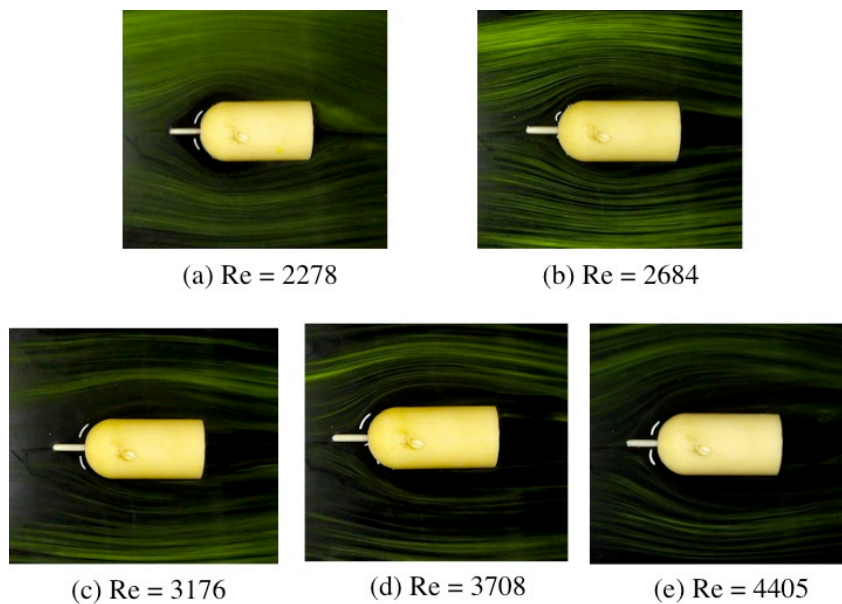 (a) Re = 2278
(b) Re = 2684
(c) Re = 3176
(d) Re = 3708
(e) Re = 4405